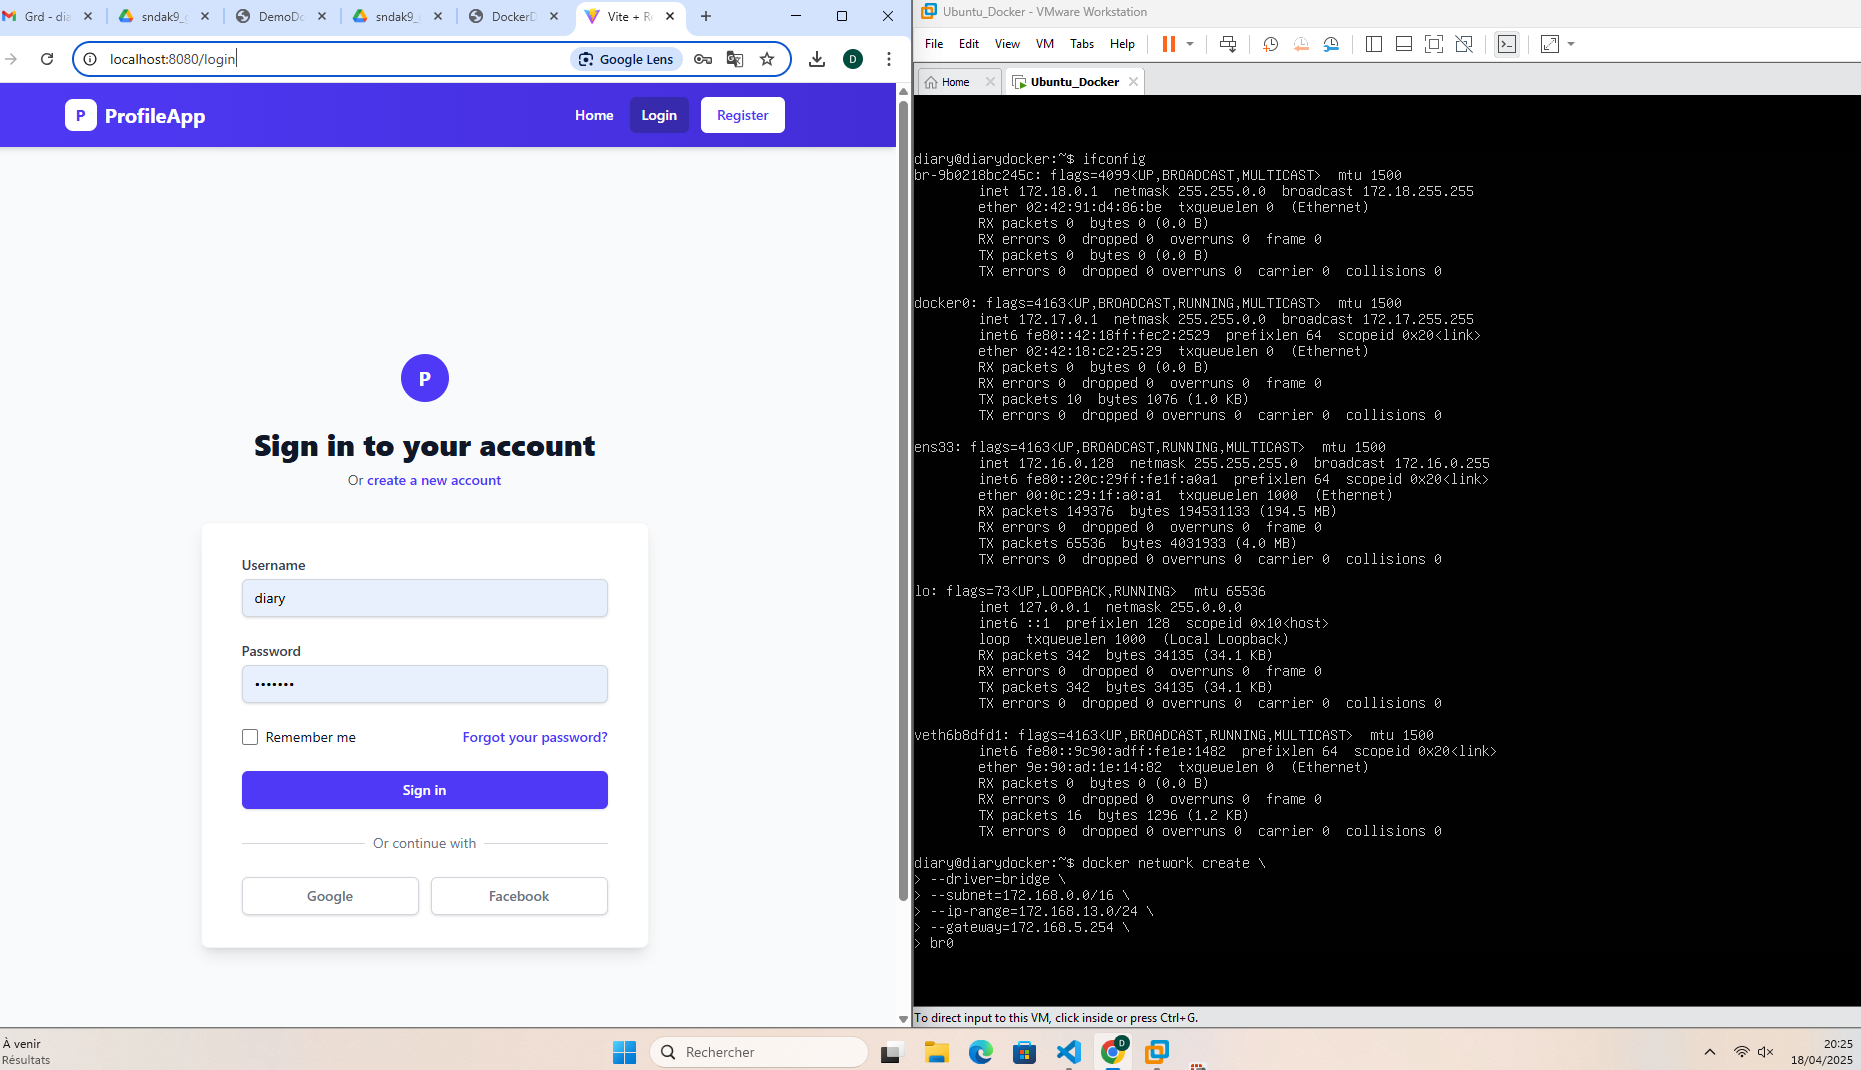 Grd - dia
sndak9_
DemoDo
sndak9_
DockerD
Vite + Re
localhost:8080/login
Google Lens
D
P
ProfileApp
Home
Login
Register
P
Sign in to your account
Or create a new account
Username
diary
Password
•••••••
Remember me
Forgot your password?
Sign in
Or continue with
Google
Facebook
Ubuntu_Docker - VMware Workstation
File Edit View VM Tabs Help
Home
Ubuntu_Docker
diary@diarydocker:~$ ifconfig
br-9b0218bc245c: flags=4099<UP,BROADCAST,MULTICAST>  mtu 1500
        inet 172.18.0.1  netmask 255.255.0.0  broadcast 172.18.255.255
        ether 02:42:91:d4:86:be  txqueuelen 0  (Ethernet)
        RX packets 0  bytes 0 (0.0 B)
        RX errors 0  dropped 0  overruns 0  frame 0
        TX packets 0  bytes 0 (0.0 B)
        TX errors 0  dropped 0 overruns 0  carrier 0  collisions 0
docker0: flags=4163<UP,BROADCAST,RUNNING,MULTICAST>  mtu 1500
        inet 172.17.0.1  netmask 255.255.0.0  broadcast 172.17.255.255
        inet6 fe80::42:18ff:fec2:2529  prefixlen 64  scopeid 0x20<link>
        ether 02:42:18:c2:25:29  txqueuelen 0  (Ethernet)
        RX packets 0  bytes 0 (0.0 B)
        RX errors 0  dropped 0  overruns 0  frame 0
        TX packets 10  bytes 1076 (1.0 KB)
        TX errors 0  dropped 0 overruns 0  carrier 0  collisions 0
ens33: flags=4163<UP,BROADCAST,RUNNING,MULTICAST>  mtu 1500
        inet 172.16.0.128  netmask 255.255.255.0  broadcast 172.16.0.255
        inet6 fe80::20c:29ff:fe1f:a0a1  prefixlen 64  scopeid 0x20<link>
        ether 00:0c:29:1f:a0:a1  txqueuelen 1000  (Ethernet)
        RX packets 149376  bytes 194531133 (194.5 MB)
        RX errors 0  dropped 0  overruns 0  frame 0
        TX packets 65536  bytes 4031933 (4.0 MB)
        TX errors 0  dropped 0 overruns 0  carrier 0  collisions 0
lo: flags=73<UP,LOOPBACK,RUNNING>  mtu 65536
        inet 127.0.0.1  netmask 255.0.0.0
        inet6 ::1  prefixlen 128  scopeid 0x10<host>
        loop  txqueuelen 1000  (Local Loopback)
        RX packets 342  bytes 34135 (34.1 KB)
        RX errors 0  dropped 0  overruns 0  frame 0
        TX packets 342  bytes 34135 (34.1 KB)
        TX errors 0  dropped 0 overruns 0  carrier 0  collisions 0
veth6b8dfd1: flags=4163<UP,BROADCAST,RUNNING,MULTICAST>  mtu 1500
        inet6 fe80::9c90:adff:fe1e:1482  prefixlen 64  scopeid 0x20<link>
        ether 9e:90:ad:1e:14:82  txqueuelen 0  (Ethernet)
        RX packets 0  bytes 0 (0.0 B)
        RX errors 0  dropped 0  overruns 0  frame 0
        TX packets 16  bytes 1296 (1.2 KB)
        TX errors 0  dropped 0 overruns 0  carrier 0  collisions 0
diary@diarydocker:~$ docker network create \
> --driver=bridge \
> --subnet=172.168.0.0/16 \
> --ip-range=172.168.13.0/24 \
> --gateway=172.168.5.254 \
> br0
To direct input to this VM, click inside or press Ctrl+G.
À venir
Résultats
Rechercher
D
20:25
18/04/2025